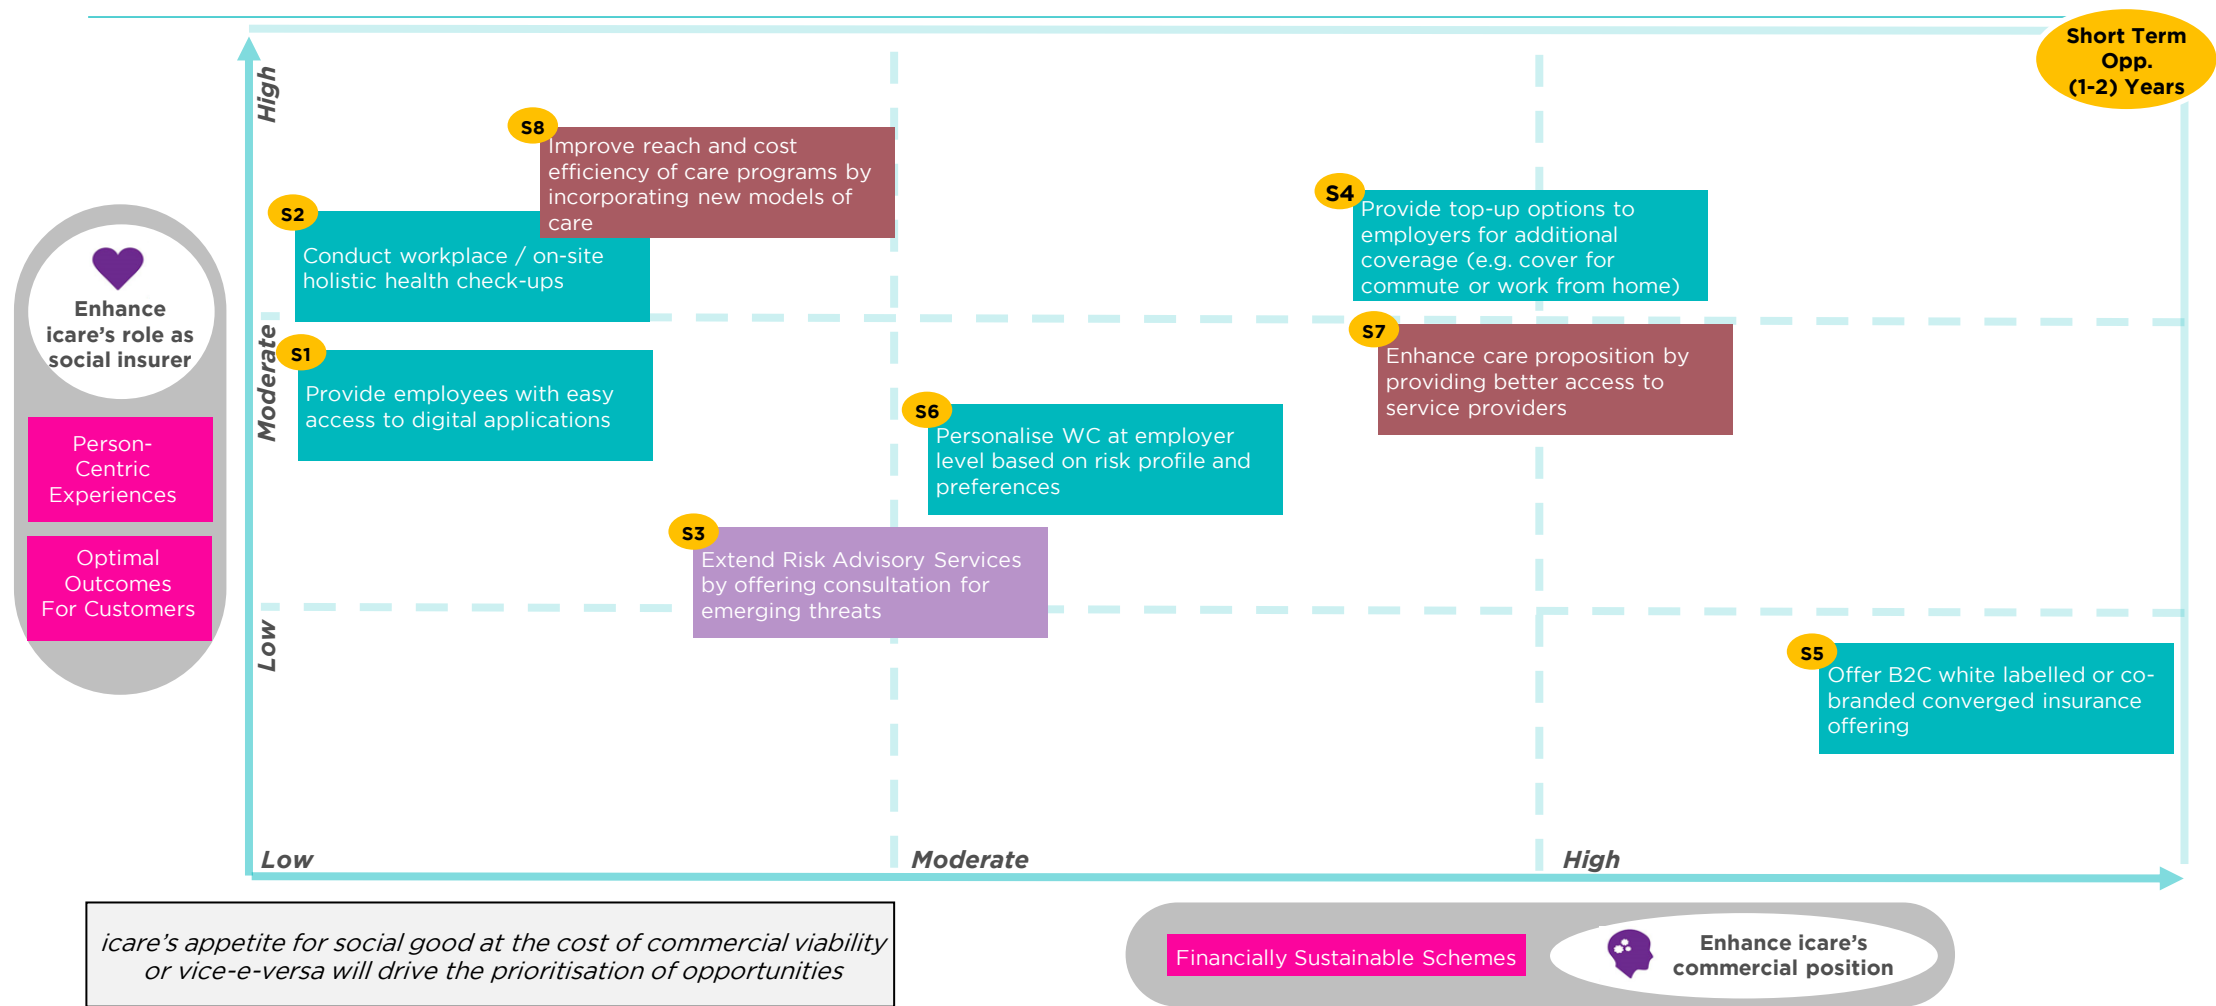 Short Term
Opp.
(1-2) Years
High
S8
Improve reach and cost
efficiency of care programs by
incorporating new models of
care
S2
Conduct workplace / on-site
holistic health check-ups
S4
Provide top-up options to
employers for additional
coverage (e.g. cover for
commute or work from home)
Enhance
icare’s role as
social insurer
Moderate
S1
Provide employees with easy
access to digital applications
S7
Enhance care proposition by
providing better access to
service providers
S6
Personalise WC at employer
level based on risk profile and
preferences
Person-
Centric
Experiences
S3
Extend Risk Advisory Services
by offering consultation for
emerging threats
Optimal
Outcomes
For Customers
Low
S5
Offer B2C white labelled or co-
branded converged insurance
offering
Low
Moderate
High
icare’s appetite for social good at the cost of commercial viability
or vice-e-versa will drive the prioritisation of opportunities
Financially Sustainable Schemes
Enhance icare’s
commercial position